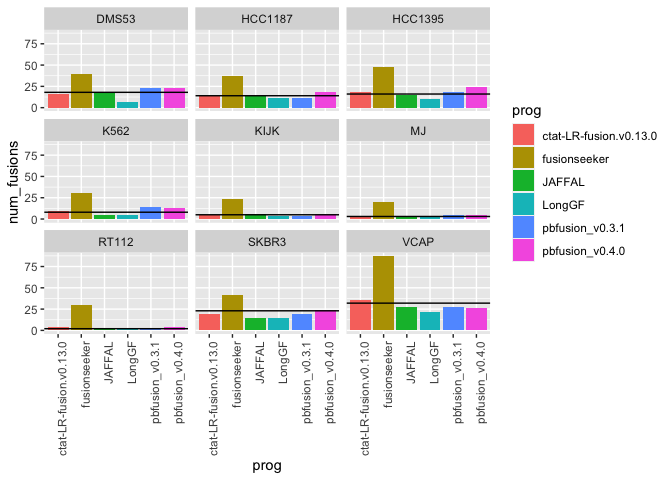 DMS53 HCC1187 HCC1395
75
50
25
0
K562 KIJK MJ
75
50
25
0
RT112 SKBR3 VCAP
75
50
25
0
num_fusions
ctat-LR-fusion.v0.13.0 fusionseeker JAFFAL LongGF pbfusion_v0.3.1 pbfusion_v0.4.0
ctat-LR-fusion.v0.13.0 fusionseeker JAFFAL LongGF pbfusion_v0.3.1 pbfusion_v0.4.0
ctat-LR-fusion.v0.13.0 fusionseeker JAFFAL LongGF pbfusion_v0.3.1 pbfusion_v0.4.0
prog
prog
ctat-LR-fusion.v0.13.0
fusionseeker
JAFFAL
LongGF
pbfusion_v0.3.1
pbfusion_v0.4.0